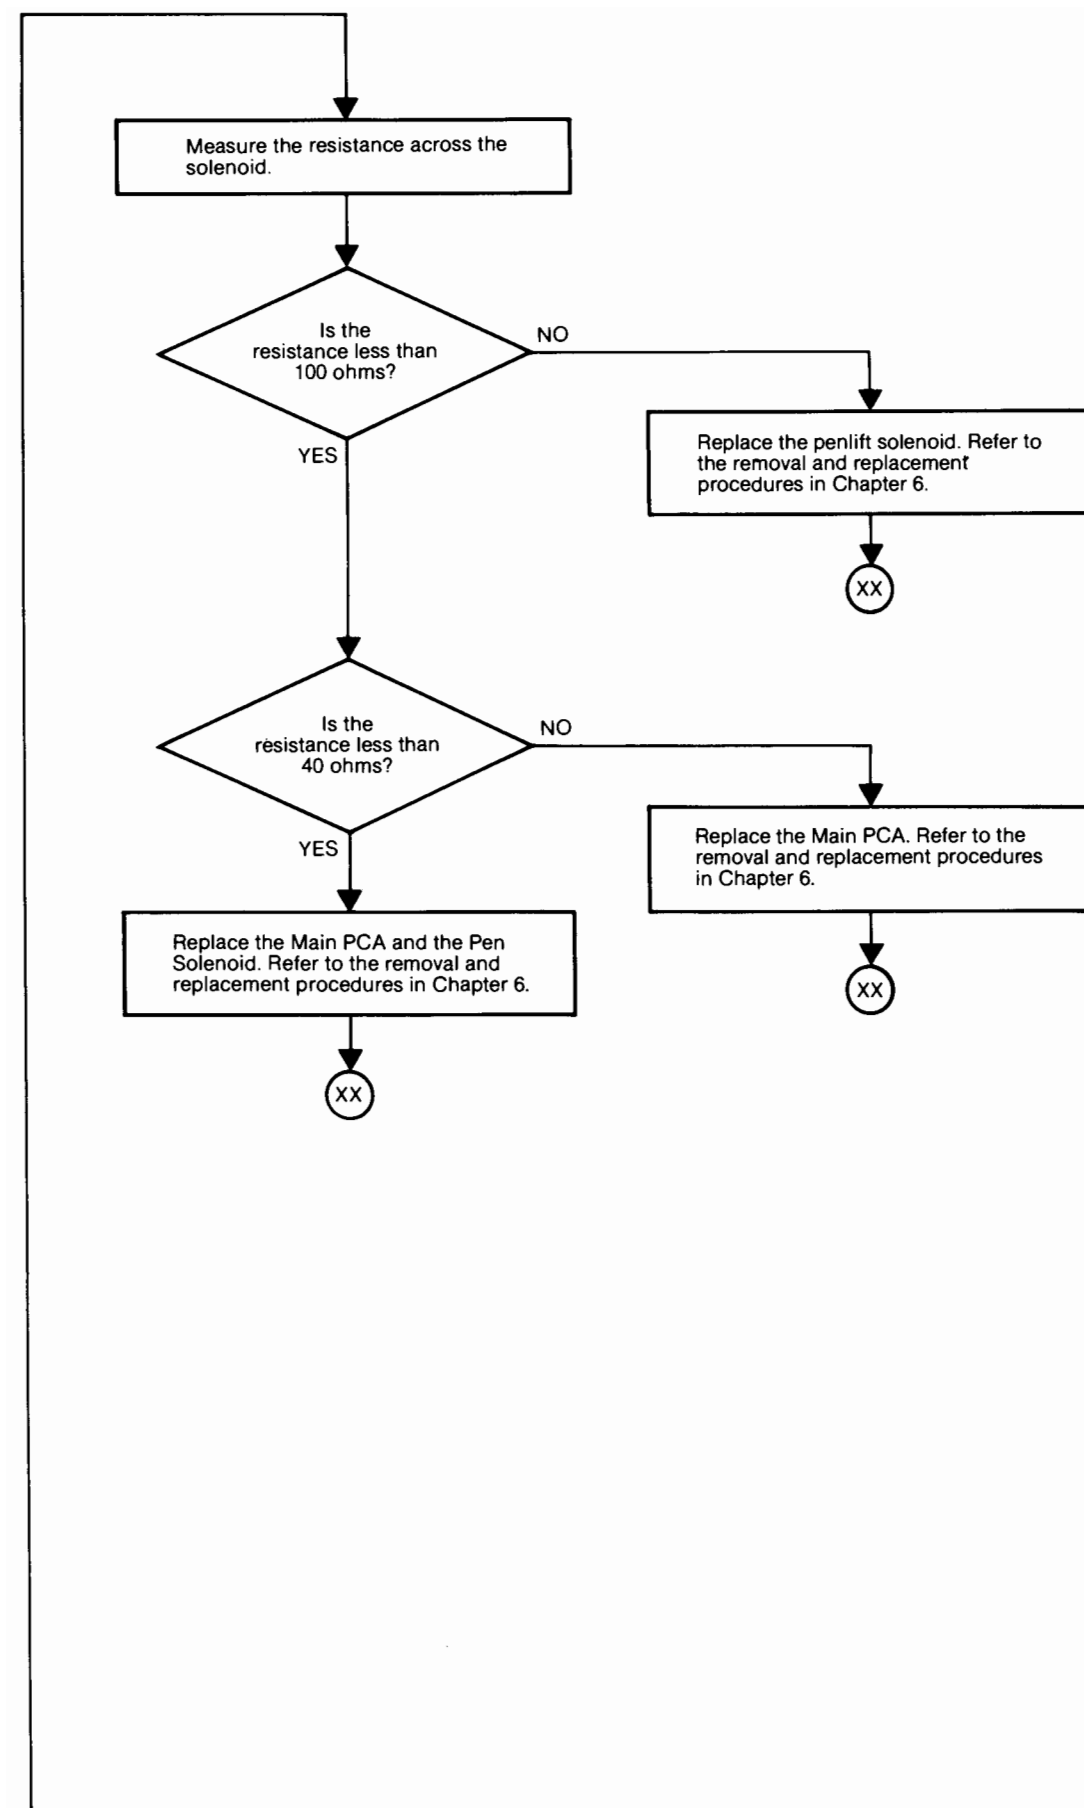 Measure the resistance across the
solenoid.
Is the
resistance less than
100 ohms?
NO
YES
Replace the penlift solenoid. Refer to
the removal and replacement
procedures in Chapter 6.
XX
Is the
resistance less than
40 ohms?
NO
YES
Replace the Main PCA. Refer to the
removal and replacement procedures
in Chapter 6.
XX
Replace the Main PCA and the Pen
Solenoid. Refer to the removal and
replacement procedures in Chapter 6.
XX